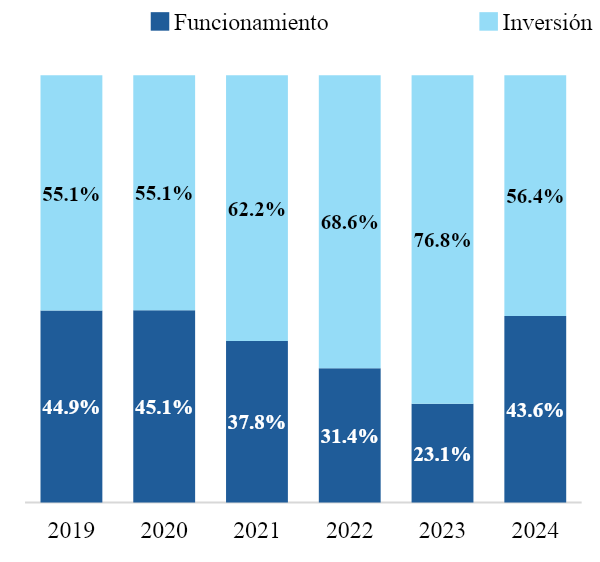 Funcionamiento Inversión
55.1% 55.1% 62.2% 68.6% 76.8% 56.4%
44.9% 45.1% 37.8% 31.4% 23.1% 43.6%
2019 2020 2021 2022 2023 2024